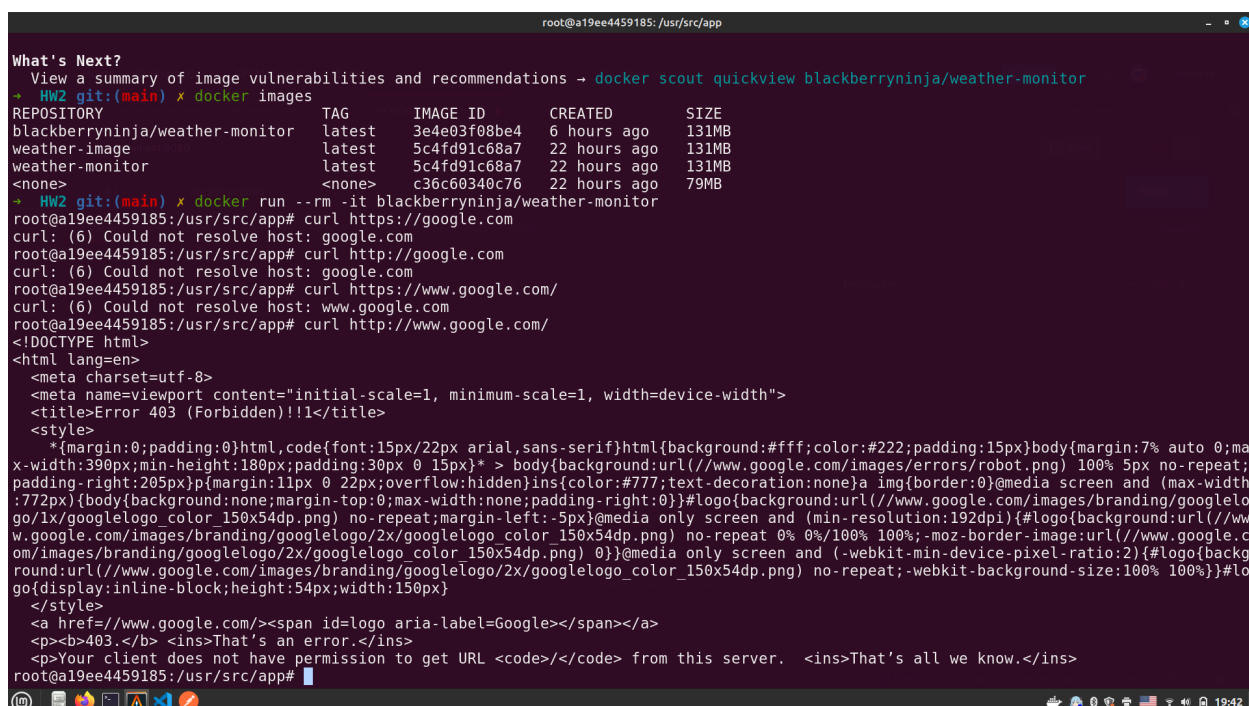 root@a19ee4459185: /usr/src/app
What's Next?
  View a summary of image vulnerabilities and recommendations → docker scout quickview blackberryninja/weather-monitor
→  HW2 git:(main) ✗ docker images
REPOSITORY                        TAG       IMAGE ID       CREATED        SIZE
blackberryninja/weather-monitor   latest    3e4e03f08be4   6 hours ago    131MB
weather-image                     latest    5c4fd91c68a7   22 hours ago   131MB
weather-monitor                   latest    5c4fd91c68a7   22 hours ago   131MB
<none>                            <none>    c36c60340c76   22 hours ago   79MB
→  HW2 git:(main) ✗ docker run --rm -it blackberryninja/weather-monitor
root@a19ee4459185:/usr/src/app# curl https://google.com
curl: (6) Could not resolve host: google.com
root@a19ee4459185:/usr/src/app# curl http://google.com
curl: (6) Could not resolve host: google.com
root@a19ee4459185:/usr/src/app# curl https://www.google.com/
curl: (6) Could not resolve host: www.google.com
root@a19ee4459185:/usr/src/app# curl http://www.google.com/
<!DOCTYPE html>
<html lang=en>
  <meta charset=utf-8>
  <meta name=viewport content="initial-scale=1, minimum-scale=1, width=device-width">
  <title>Error 403 (Forbidden)!!1</title>
  <style>
    *{margin:0;padding:0}html,code{font:15px/22px arial,sans-serif}html{background:#fff;color:#222;padding:15px}body{margin:7% auto 0;ma
x-width:390px;min-height:180px;padding:30px 0 15px}* > body{background:url(//www.google.com/images/errors/robot.png) 100% 5px no-repeat;
padding-right:205px}p{margin:11px 0 22px;overflow:hidden}ins{color:#777;text-decoration:none}a img{border:0}@media screen and (max-width
:772px){body{background:none;margin-top:0;max-width:none;padding-right:0}}#logo{background:url(//www.google.com/images/branding/googlelo
go/1x/googlelogo_color_150x54dp.png) no-repeat;margin-left:-5px}@media only screen and (min-resolution:192dpi){#logo{background:url(//ww
w.google.com/images/branding/googlelogo/2x/googlelogo_color_150x54dp.png) no-repeat 0% 0%/100% 100%;-moz-border-image:url(//www.google.c
om/images/branding/googlelogo/2x/googlelogo_color_150x54dp.png) 0}}@media only screen and (-webkit-min-device-pixel-ratio:2){#logo{backg
round:url(//www.google.com/images/branding/googlelogo/2x/googlelogo_color_150x54dp.png) no-repeat;-webkit-background-size:100% 100%}}#lo
go{display:inline-block;height:54px;width:150px}
  </style>
  <a href=//www.google.com/><span id=logo aria-label=Google></span></a>
  <p><b>403.</b> <ins>That’s an error.</ins>
  <p>Your client does not have permission to get URL <code>/</code> from this server.  <ins>That’s all we know.</ins>
root@a19ee4459185:/usr/src/app#
19:42